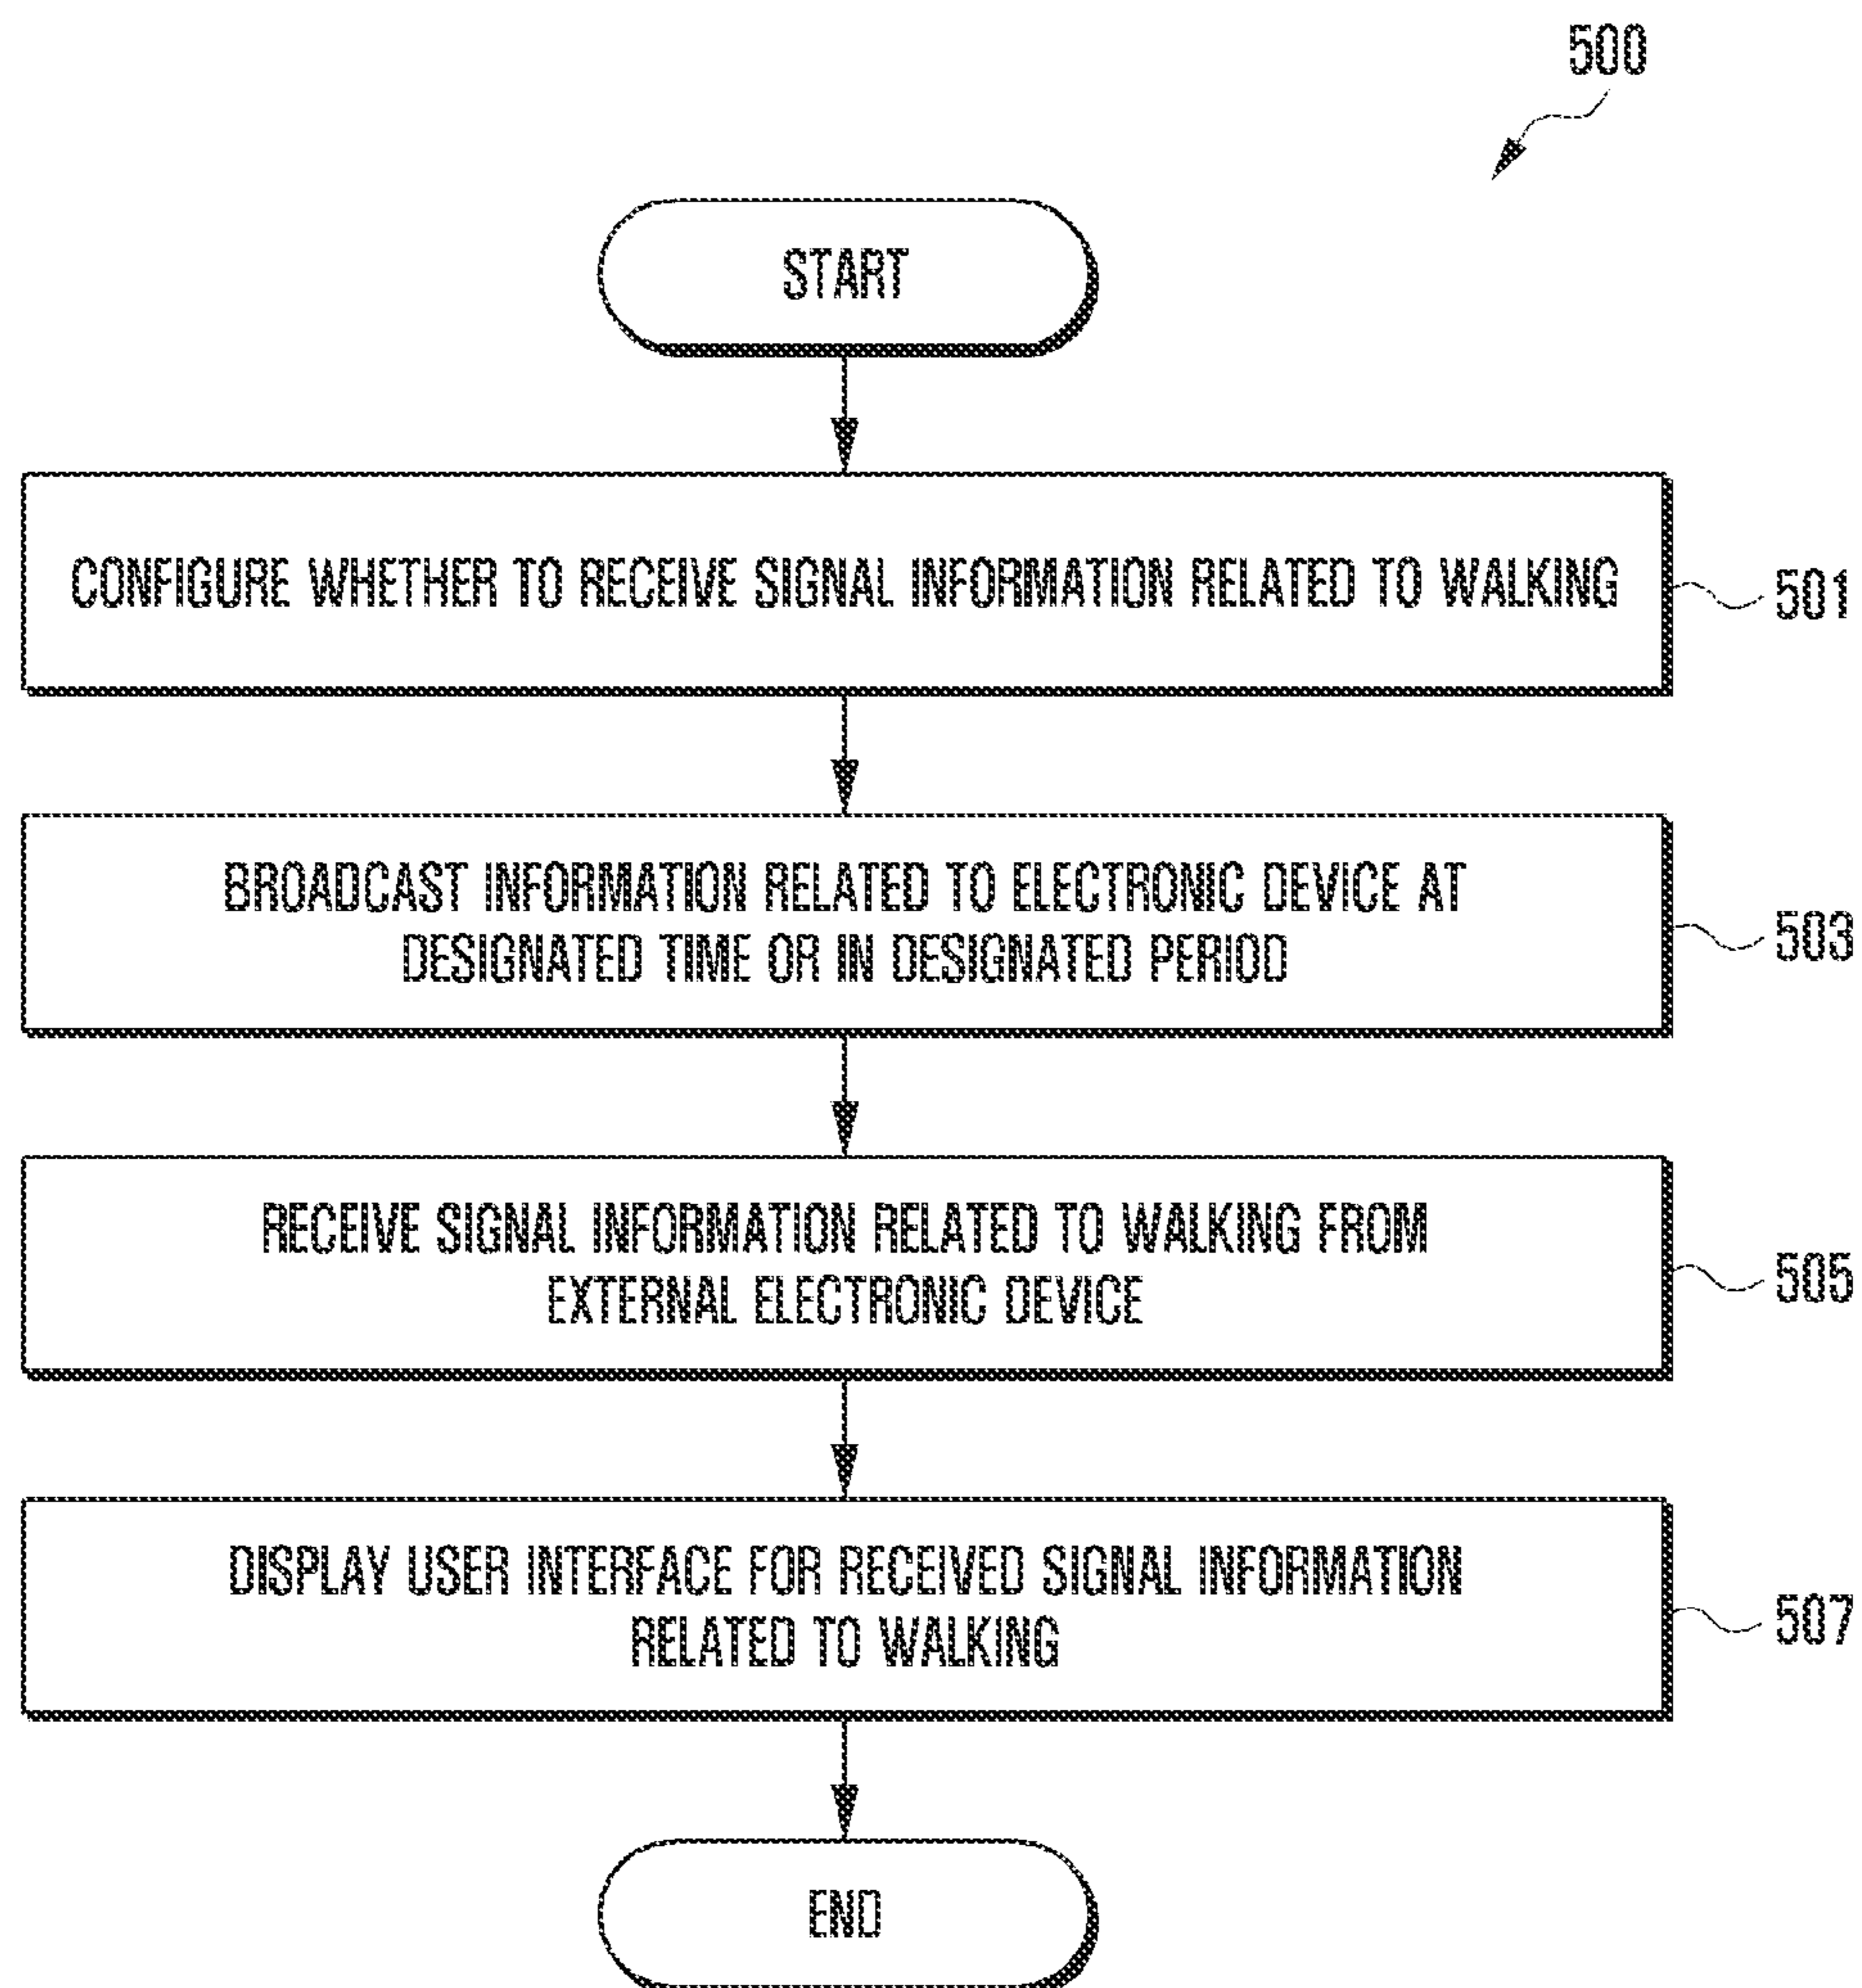 500
START
CONFIGURE WHETHER TO RECEIVE SIGNAL INFORMATION RELATED TO WALKING
501
BROADCAST INFORMATION RELATED TO ELECTRONIC DEVICE AT
DESIGNATED TIME OR IN DESIGNATED PERIOD
503
RECEIVE SIGNAL INFORMATION RELATED TO WALKING FROM
EXTERNAL ELECTRONIC DEVICE
505
DISPLAY USER INTERFACE FOR RECEIVED SIGNAL INFORMATION
RELATED TO WALKING
507
END